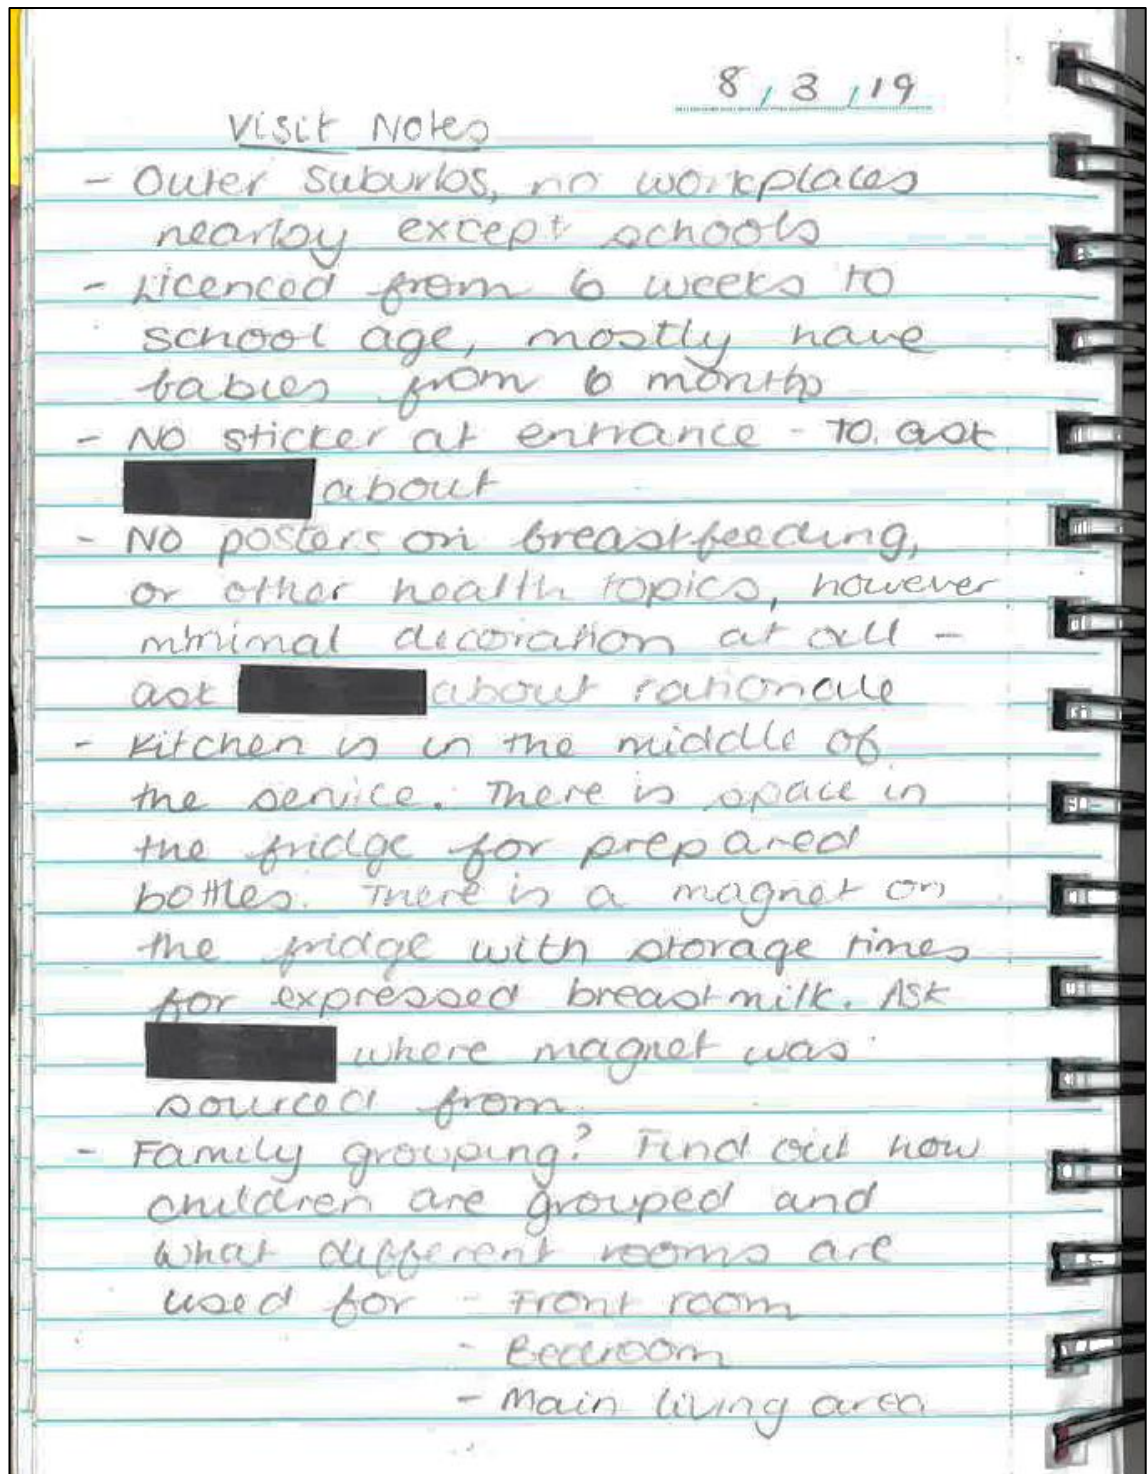 8/3/19
Visit Notes
- Outer suburbs, no workplaces
nearby except schools
- Licenced from 6 weeks to
school age, mostly have
babies from 6 months
- No sticker at entrance - to ask
about
- No posters on breastfeeding,
or other health topics, however
minimal decoration at all -
ask about rationale
- Kitchen is in the middle of
the service. There is space in
the fridge for prepared
bottles. There is a magnet on
the fridge with storage times
for expressed breastmilk. Ask
where magnet was
sourced from.
- Family grouping? Find out how
children are grouped and
what different rooms are
used for - Front room
- Bedroom
- Main living area